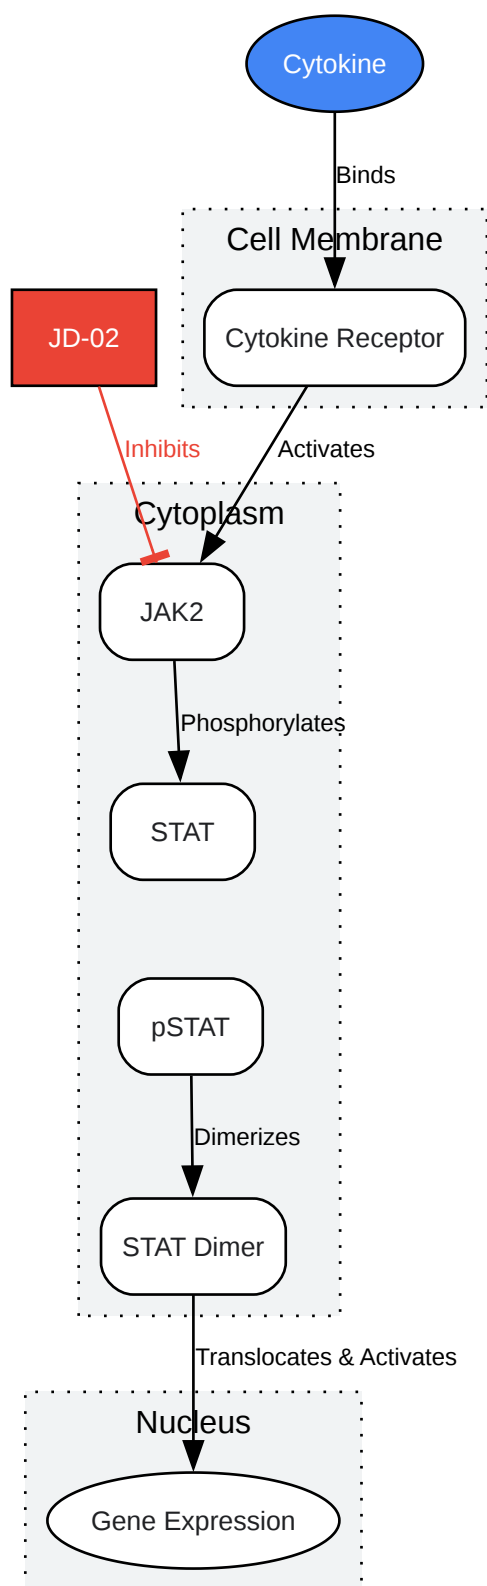 Cytokine
Binds
Cell Membrane
JD-02
Cytokine Receptor
Inhibits
Activates
Cytoplasm
JAK2
Phosphorylates
STAT
pSTAT
Dimerizes
STAT Dimer
Translocates & Activates
Nucleus
Gene Expression